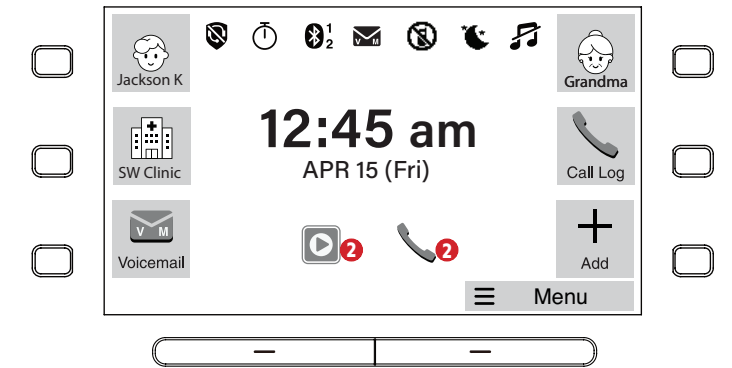 1
2
V M
Jackson K
Grandma
12:45 am
APR 15 (Fri)
SW Clinic
Call Log
V M
Voicemail
2
2
Add
Menu